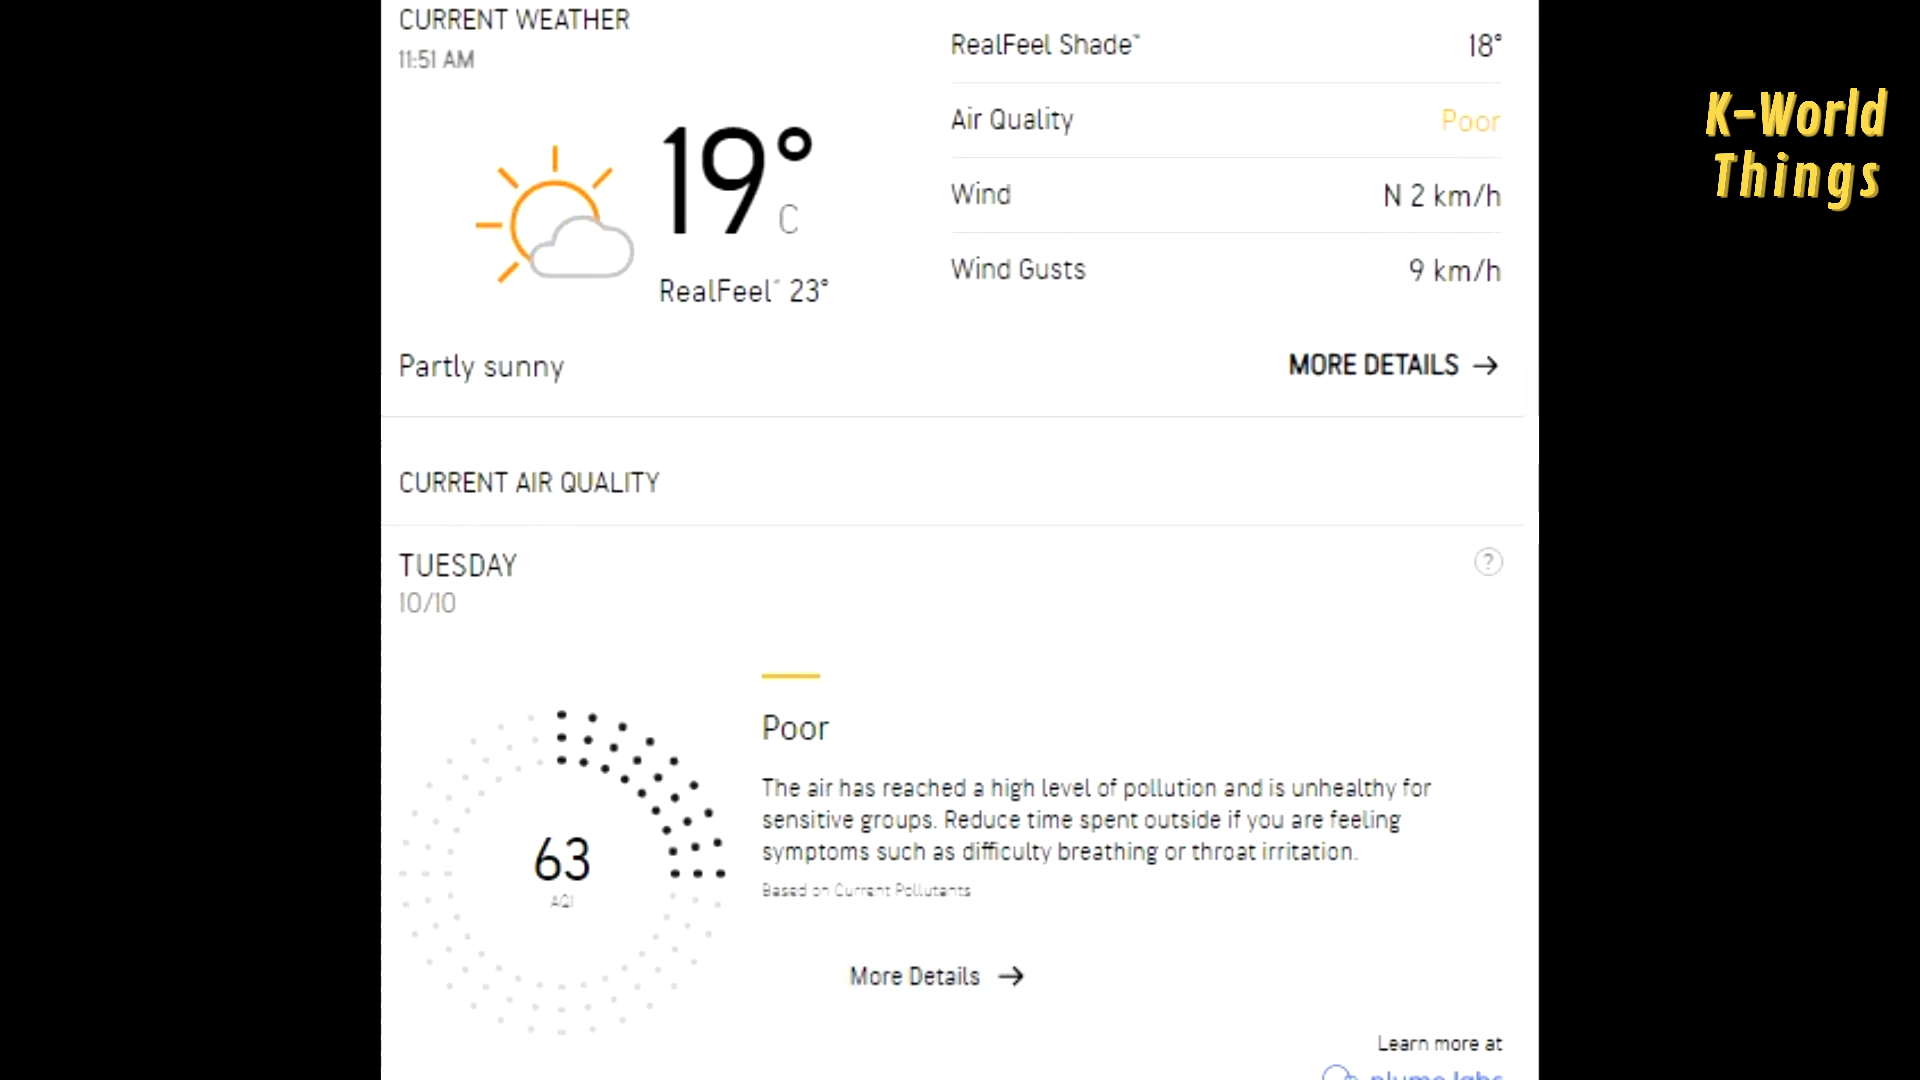 CURRENT WEATHER
11:51 AM
19°
C
RealFeel™ 23°
Partly sunny
RealFeel Shade™ 18°
Air Quality Poor
Wind N 2 km/h
Wind Gusts 9 km/h
MORE DETAILS →
K-World
Things
CURRENT AIR QUALITY
TUESDAY
10/10
?
63
AQI
Poor
The air has reached a high level of pollution and is unhealthy for
sensitive groups. Reduce time spent outside if you are feeling
symptoms such as difficulty breathing or throat irritation.
Based on Current Pollutants
More Details →
Learn more at
plume labs